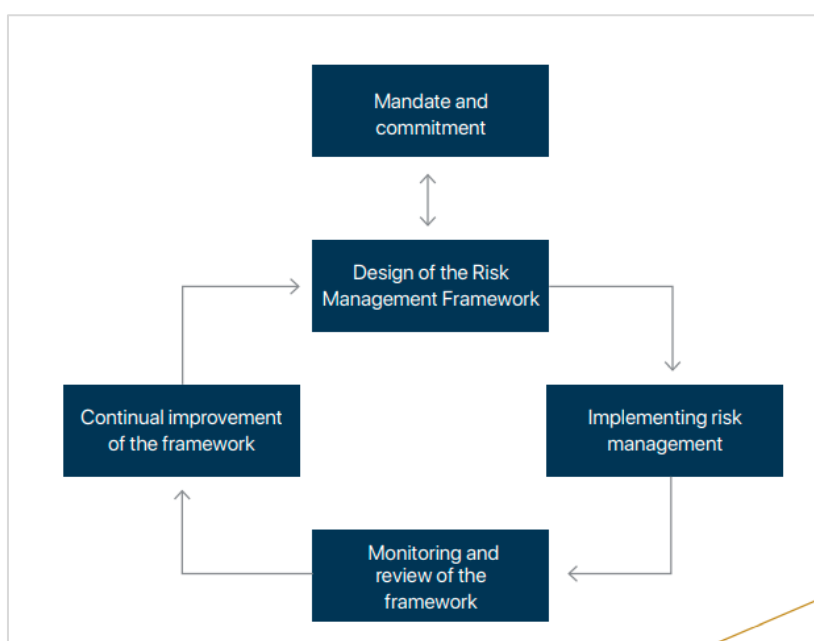 Mandate and
commitment
Design of the Risk
Management Framework
Continual improvement
of the framework
Implementing risk
management
Monitoring and
review of the
framework